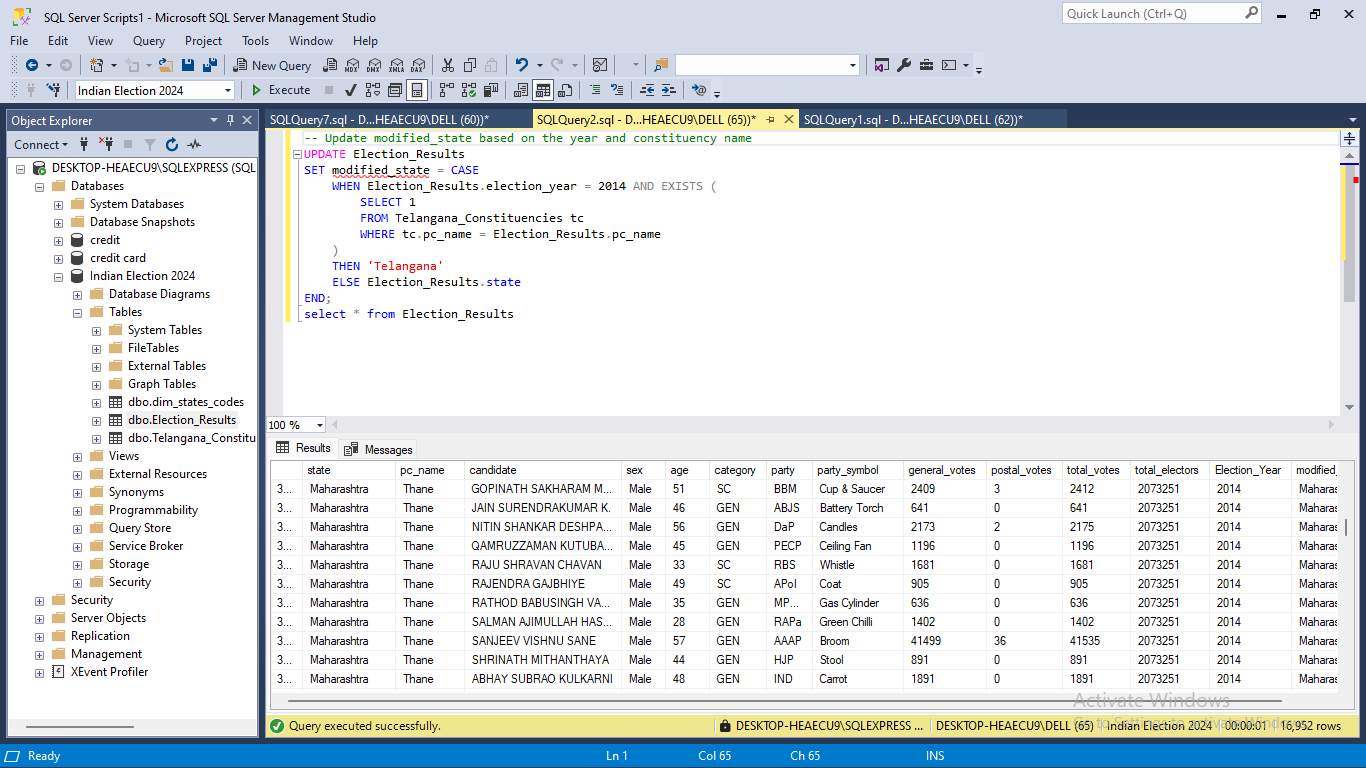 SQL Server Scripts1 - Microsoft SQL Server Management Studio
Quick Launch (Ctrl+Q)
File Edit View Query Project Tools Window Help
New Query
MDX DMX XMLA DAX
Indian Election 2024
Execute
Object Explorer
SQLQuery7.sql - D...HEAECU9\DELL (60))*
SQLQuery2.sql - D...HEAECU9\DELL (65))*
SQLQuery1.sql - D...HEAECU9\DELL (62))*
Connect
DESKTOP-HEAECU9\SQLEXPRESS (SQL
Databases
System Databases
Database Snapshots
credit
credit card
Indian Election 2024
Database Diagrams
Tables
System Tables
FileTables
External Tables
Graph Tables
dbo.dim_states_codes
dbo.Election_Results
dbo.Telangana_Constitu
Views
External Resources
Synonyms
Programmability
Query Store
Service Broker
Storage
Security
Security
Server Objects
Replication
Management
XEvent Profiler
-- Update modified_state based on the year and constituency name
UPDATE Election_Results
SET modified_state = CASE
WHEN Election_Results.election_year = 2014 AND EXISTS (
SELECT 1
FROM Telangana_Constituencies tc
WHERE tc.pc_name = Election_Results.pc_name
)
THEN 'Telangana'
ELSE Election_Results.state
END;
select * from Election_Results
100 %
Results Messages
state pc_name candidate sex age category party party_symbol general_votes postal_votes total_votes total_electors Election_Year modified_
3... Maharashtra Thane GOPINATH SAKHARAM M... Male 51 SC BBM Cup & Saucer 2409 3 2412 2073251 2014 Maharas
3... Maharashtra Thane JAIN SURENDRAKUMAR K. Male 46 GEN ABJS Battery Torch 641 0 641 2073251 2014 Maharas
3... Maharashtra Thane NITIN SHANKAR DESHPA... Male 56 GEN DaP Candles 2173 2 2175 2073251 2014 Maharas
3... Maharashtra Thane QAMRUZZAMAN KUTUBA... Male 45 GEN PECP Ceiling Fan 1196 0 1196 2073251 2014 Maharas
3... Maharashtra Thane RAJU SHRAVAN CHAVAN Male 33 SC RBS Whistle 1681 0 1681 2073251 2014 Maharas
3... Maharashtra Thane RAJENDRA GAJBHIYE Male 49 SC APoI Coat 905 0 905 2073251 2014 Maharas
3... Maharashtra Thane RATHOD BABUSINGH VA... Male 35 GEN MP... Gas Cylinder 636 0 636 2073251 2014 Maharas
3... Maharashtra Thane SALMAN AJIMULLAH HAS... Male 28 GEN RAPa Green Chilli 1402 0 1402 2073251 2014 Maharas
3... Maharashtra Thane SANJEEV VISHNU SANE Male 57 GEN AAAP Broom 41499 36 41535 2073251 2014 Maharas
3... Maharashtra Thane SHRINATH MITHANTHAYA Male 44 GEN HJP Stool 891 0 891 2073251 2014 Maharas
3... Maharashtra Thane ABHAY SUBRAO KULKARNI Male 48 GEN IND Carrot 1891 0 1891 2073251 2014 Maharas
Activate Windows
Go to Settings to activate Windows.
Query executed successfully. DESKTOP-HEAECU9\SQLEXPRESS ... DESKTOP-HEAECU9\DELL (65) Indian Election 2024 00:00:01 16,952 rows
Ready Ln 1 Col 65 Ch 65 INS